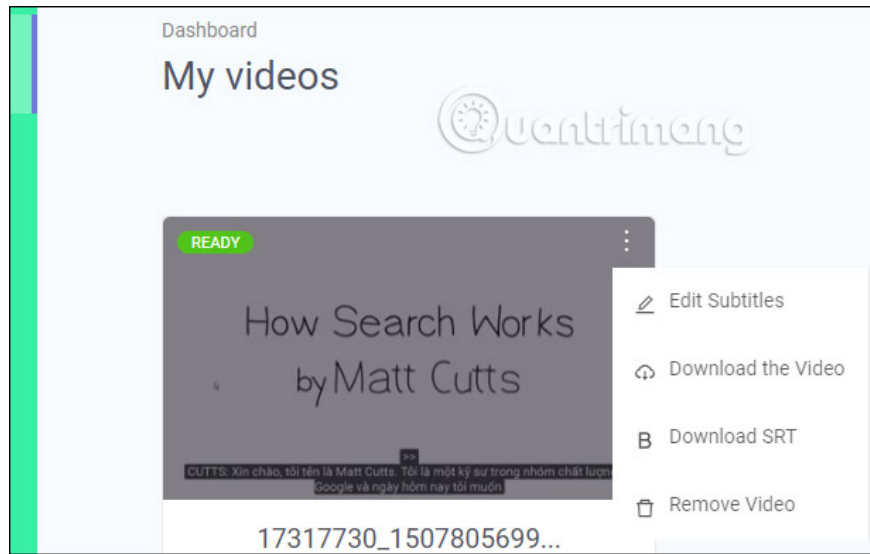 Dashboard
My videos
Quantrimang
READY
How Search Works
by Matt Cutts
>>
CUTTS: Xin chào, tôi tên là Matt Cutts. Tôi là một kỹ sư trong nhóm chất lượng
Google và ngày hôm nay tôi muốn
17317730_1507805699...
Edit Subtitles
Download the Video
B Download SRT
Remove Video